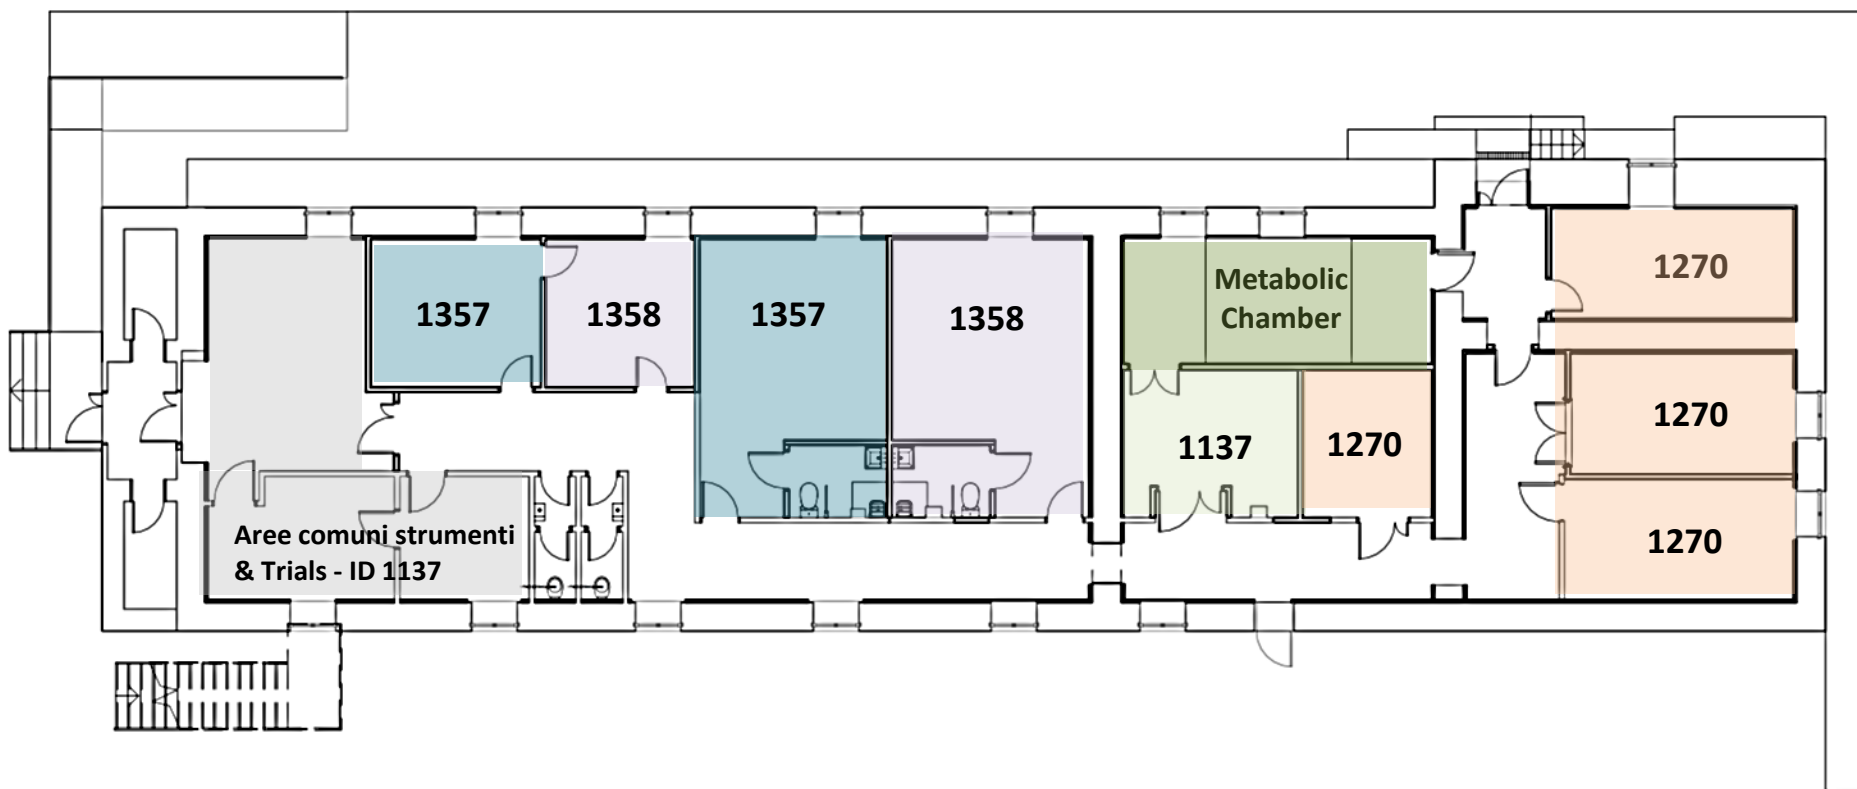 1357
1358
1357
1358
Metabolic
Chamber
1270
1137
1270
1270
1270
Aree comuni strumenti
& Trials - ID 1137